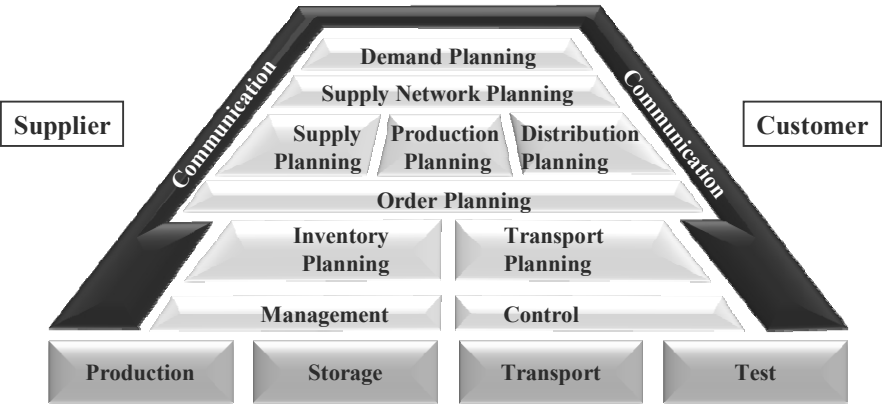 Demand Planning
Communication
Communication
Supply Network Planning
Supplier
Customer
Supply
Planning
Production
Planning
Distribution
Planning
Order Planning
Inventory
Planning
Transport
Planning
Management
Control
Production
Storage
Transport
Test